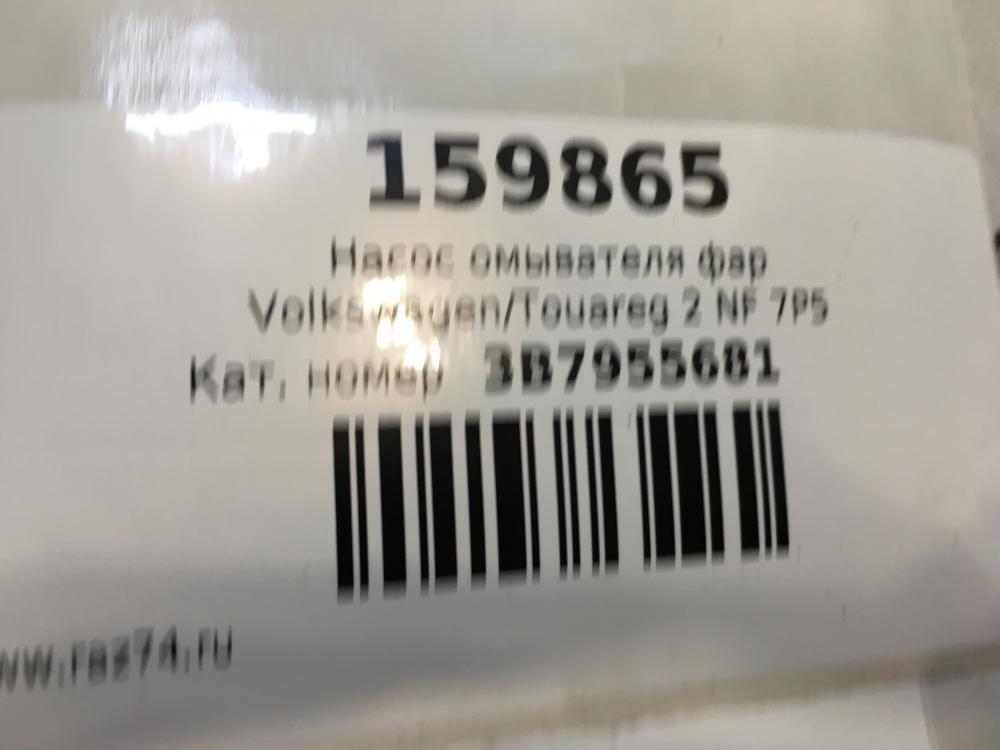 159865
Насос омывателя фар
Volkswagen/Touareg 2 NF 7P5
Кат. номер 3B7955681
www.raz74.ru